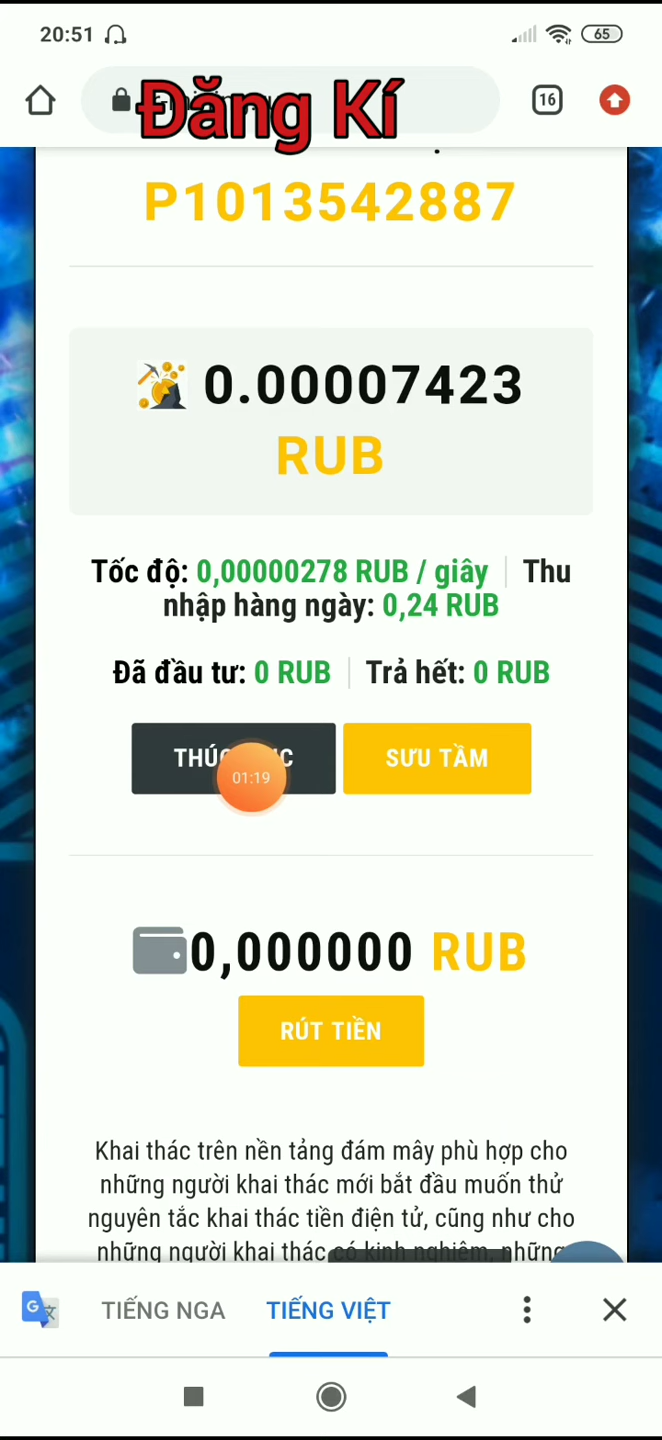 20:51
65
Đăng Kí
16
P1013542887
0.00007423
RUB
Tốc độ: 0,00000278 RUB / giây | Thu
nhập hàng ngày: 0,24 RUB
Đã đầu tư: 0 RUB | Trả hết: 0 RUB
SƯU TẦM
01:19
0,000000 RUB
RÚT TIỀN
Khai thác trên nền tảng đám mây phù hợp cho
những người khai thác mới bắt đầu muốn thử
nguyên tắc khai thác tiền điện tử, cũng như cho
những người khai thác có kinh nghiệm, những
TIẾNG NGA TIẾNG VIỆT